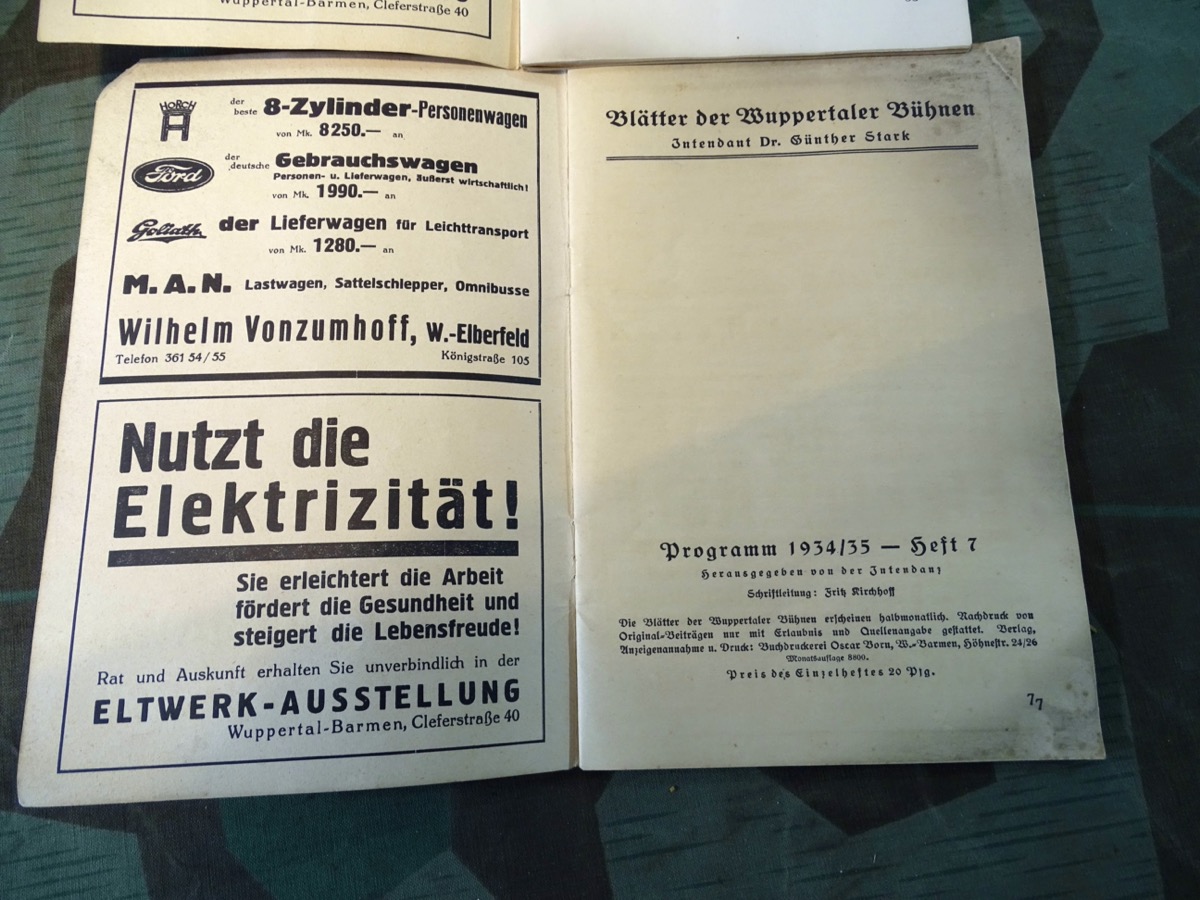 Wuppertal-Barmen, Cleferstraße 40
HORCH
der beste 8-Zylinder-Personenwagen
von Mk. 8250.— an
Ford
der deutsche Gebrauchswagen
Personen- u. Lieferwagen, äußerst wirtschaftlich!
von Mk. 1990.— an
Goliath der Lieferwagen für Leichttransport
von Mk. 1280.— an
M.A.N. Lastwagen, Sattelschlepper, Omnibusse
Wilhelm Vonzumhoff, W.-Elberfeld
Telefon 361 54/55 Königstraße 105
Nutzt die
Elektrizität!
Sie erleichtert die Arbeit
fördert die Gesundheit und
steigert die Lebensfreude!
Rat und Auskunft erhalten Sie unverbindlich in der
ELTWERK-AUSSTELLUNG
Wuppertal-Barmen, Cleferstraße 40
Blätter der Wuppertaler Bühnen
Intendant Dr. Günther Stark
Programm 1934/35 — Heft 7
Herausgegeben von der Intendanz
Schriftleitung: Fritz Kirchhoff
Die Blätter der Wuppertaler Bühnen erscheinen halbmonatlich. Nachdruck von
Original-Beiträgen nur mit Erlaubnis und Quellenangabe gestattet. Verlag,
Anzeigenannahme u. Druck: Buchdruckerei Oscar Born, W.-Barmen, Höhnestr. 24/26
Monatsauflage 8800.
Preis des Einzelheftes 20 Pfg.
77